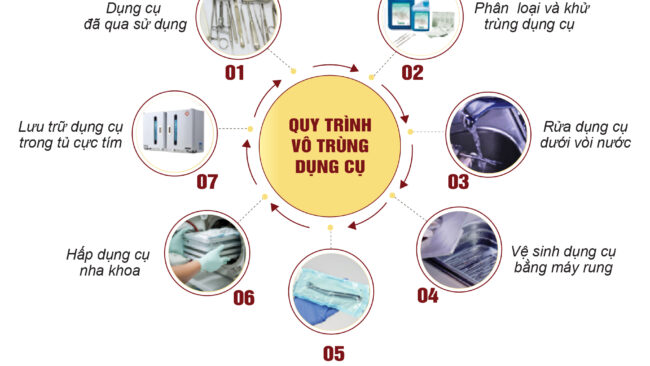 Dụng cụ
đã qua sử dụng
01
Phân loại và khử
trùng dụng cụ
02
QUY TRÌNH
VÔ TRÙNG
DỤNG CỤ
Rửa dụng cụ
dưới vòi nước
03
Vệ sinh dụng cụ
bằng máy rung
04
05
Hấp dụng cụ
nha khoa
06
Lưu trữ dụng cụ
trong tủ cực tím
07